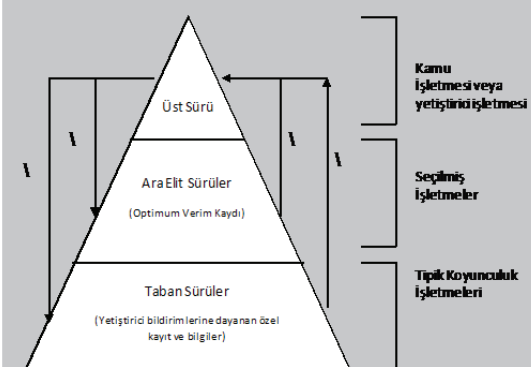 Üst Sürü
Ara Elit Sürüler
(Optimum Verim Kaydı)
Taban Sürüler
(Yetiştirici bildirimlerine dayanan özel
kayıt ve bilgiler)
Kamu
İşletmesi veya
yetiştirici işletmesi
Seçilmiş
İşletmeler
Tipik Koyunculuk
İşletmeleri